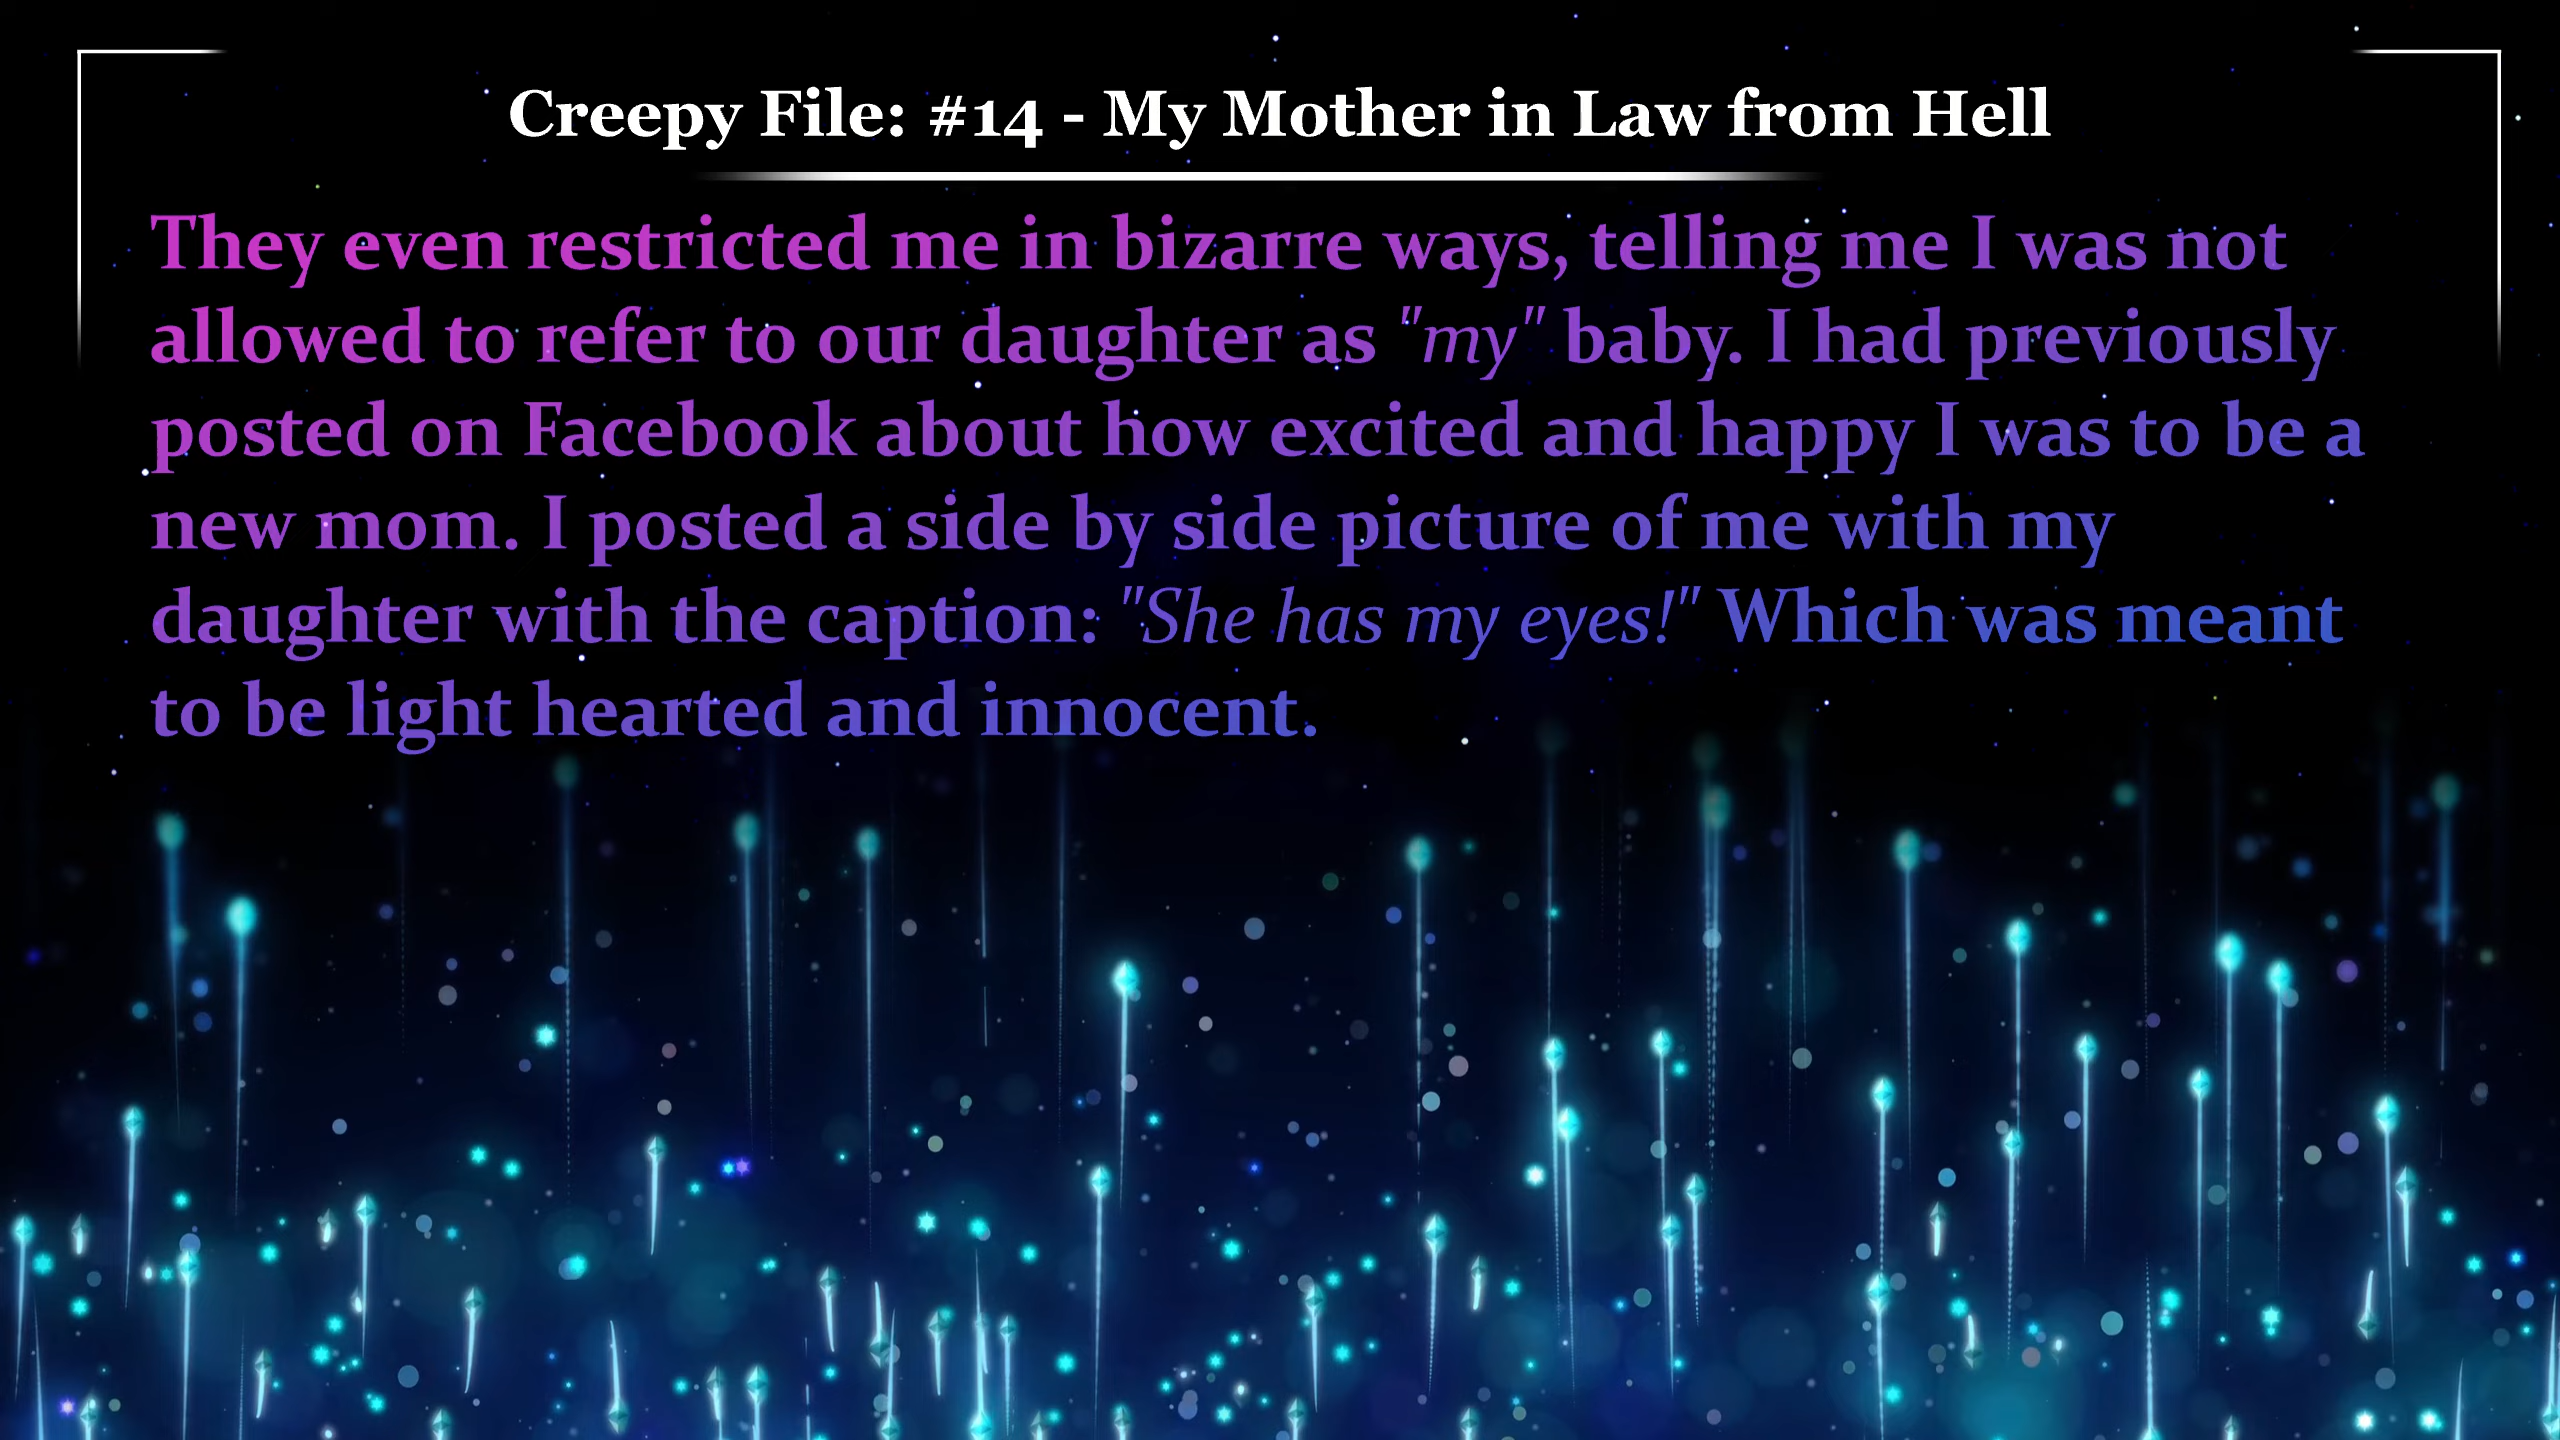 Creepy File: #14 - My Mother in Law from Hell
They even restricted me in bizarre ways, telling me I was not
allowed to refer to our daughter as "my" baby. I had previously
posted on Facebook about how excited and happy I was to be a
new mom. I posted a side by side picture of me with my
daughter with the caption: "She has my eyes!" Which was meant
to be light hearted and innocent.